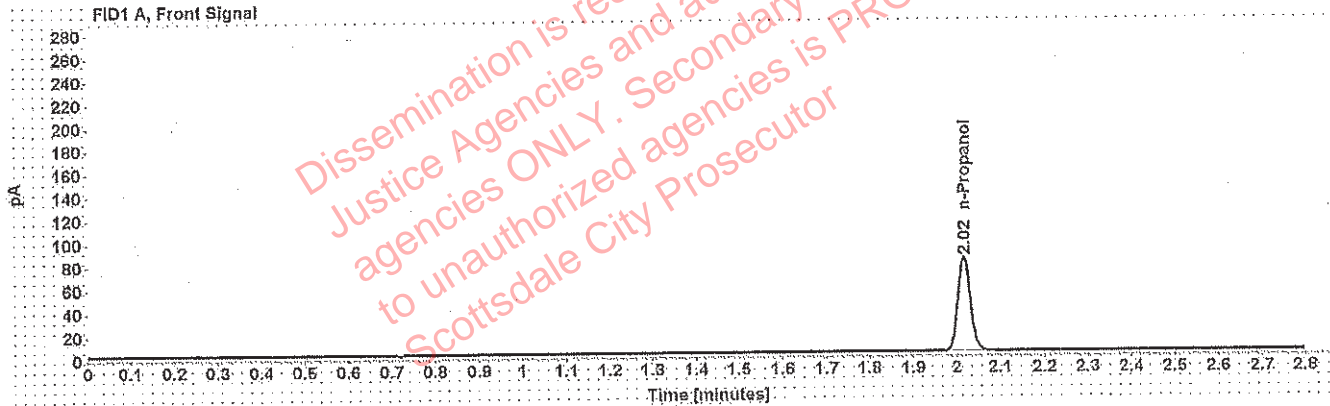 FID1 A, Front Signal
280
260
240
220
200
180
160
140
120
100
80
60
40
20
0
pA
2.02 n-Propanol
0 0.1 0.2 0.3 0.4 0.5 0.6 0.7 0.8 0.9 1 1.1 1.2 1.3 1.4 1.5 1.6 1.7 1.8 1.9 2 2.1 2.2 2.3 2.4 2.5 2.6 2.7 2.8
Time [minutes]
Dissemination is
Justice Agencies and
agencies ONLY. Secondary
to unauthorized agencies is
Scottsdale City Prosecutor